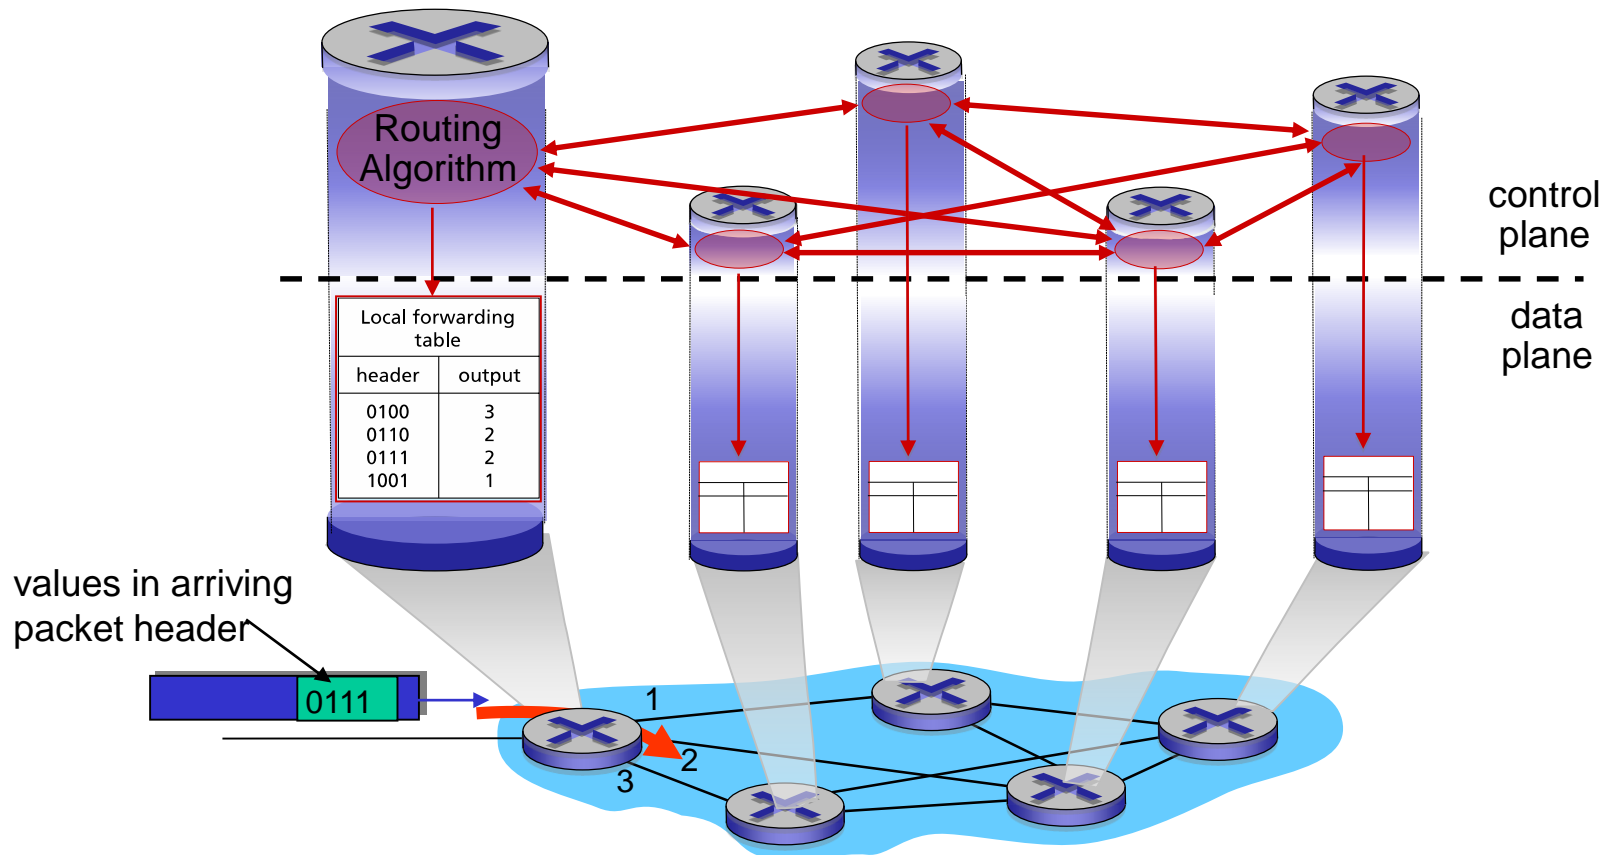 Routing
Algorithm
control
plane
data
plane
Local forwarding
table
header output
0100 3
0110 2
0111 2
1001 1
values in arriving
packet header
0111
1
2
3